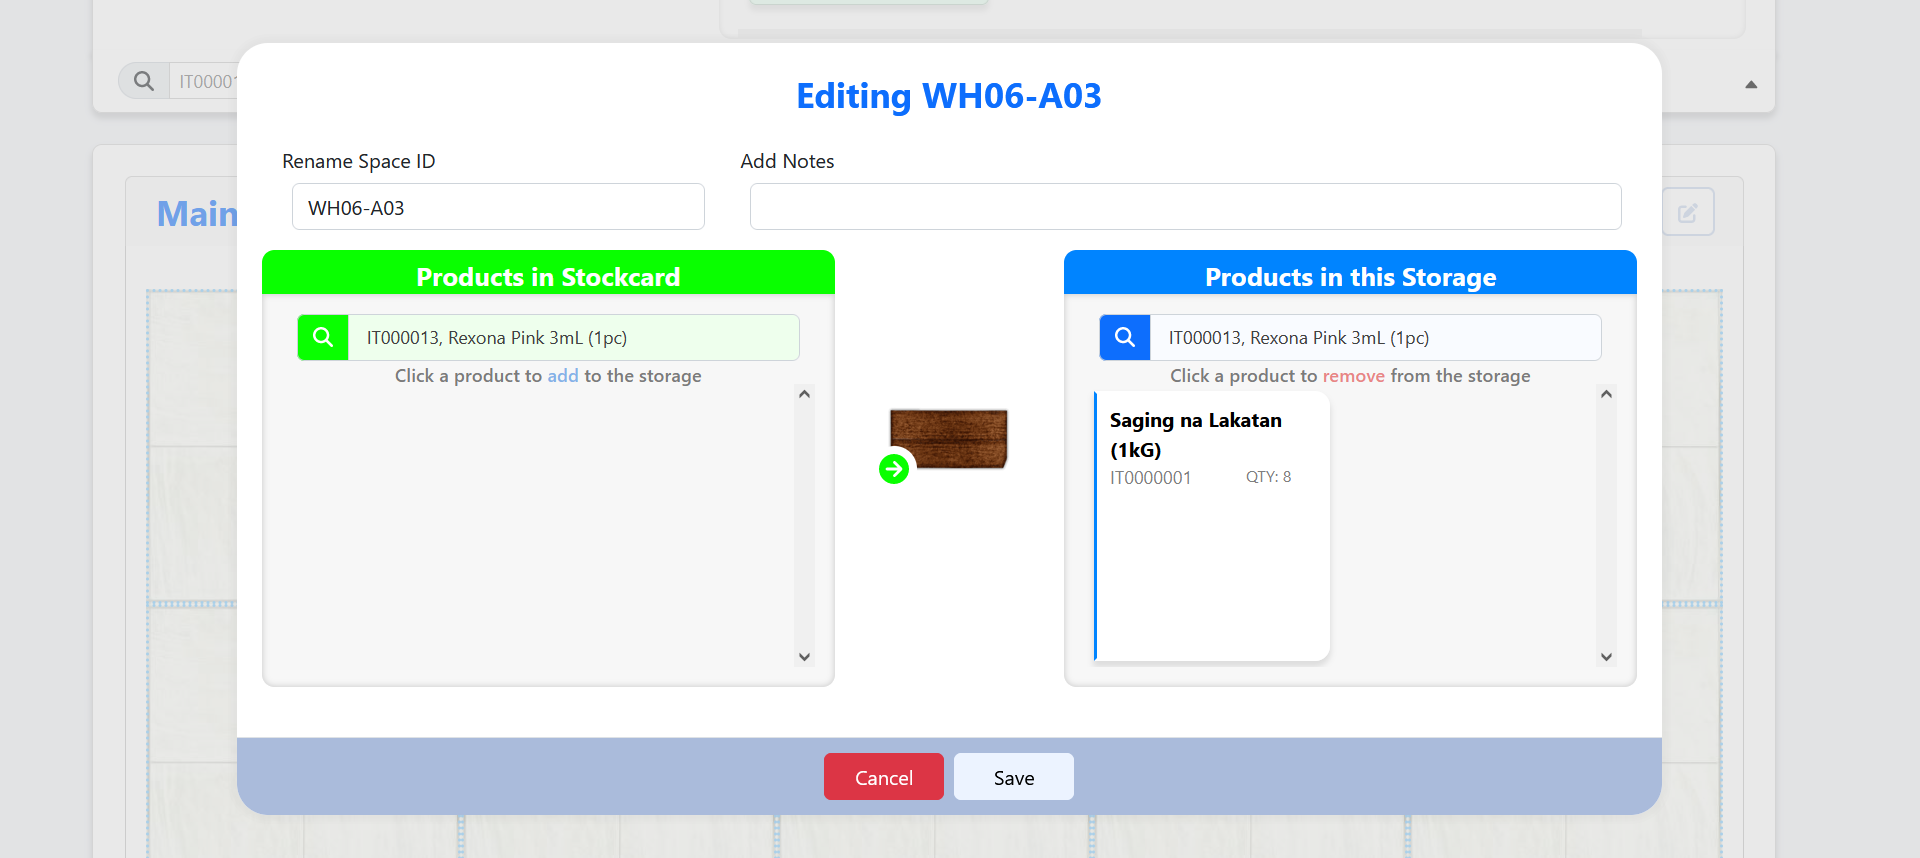 IT0000
Editing WH06-A03
Rename Space ID
Add Notes
WH06-A03
Main
Products in Stockcard
Products in this Storage
IT000013, Rexona Pink 3mL (1pc)
IT000013, Rexona Pink 3mL (1pc)
Click a product to add to the storage
Click a product to remove from the storage
Saging na Lakatan
(1kG)
IT0000001
QTY: 8
Cancel
Save